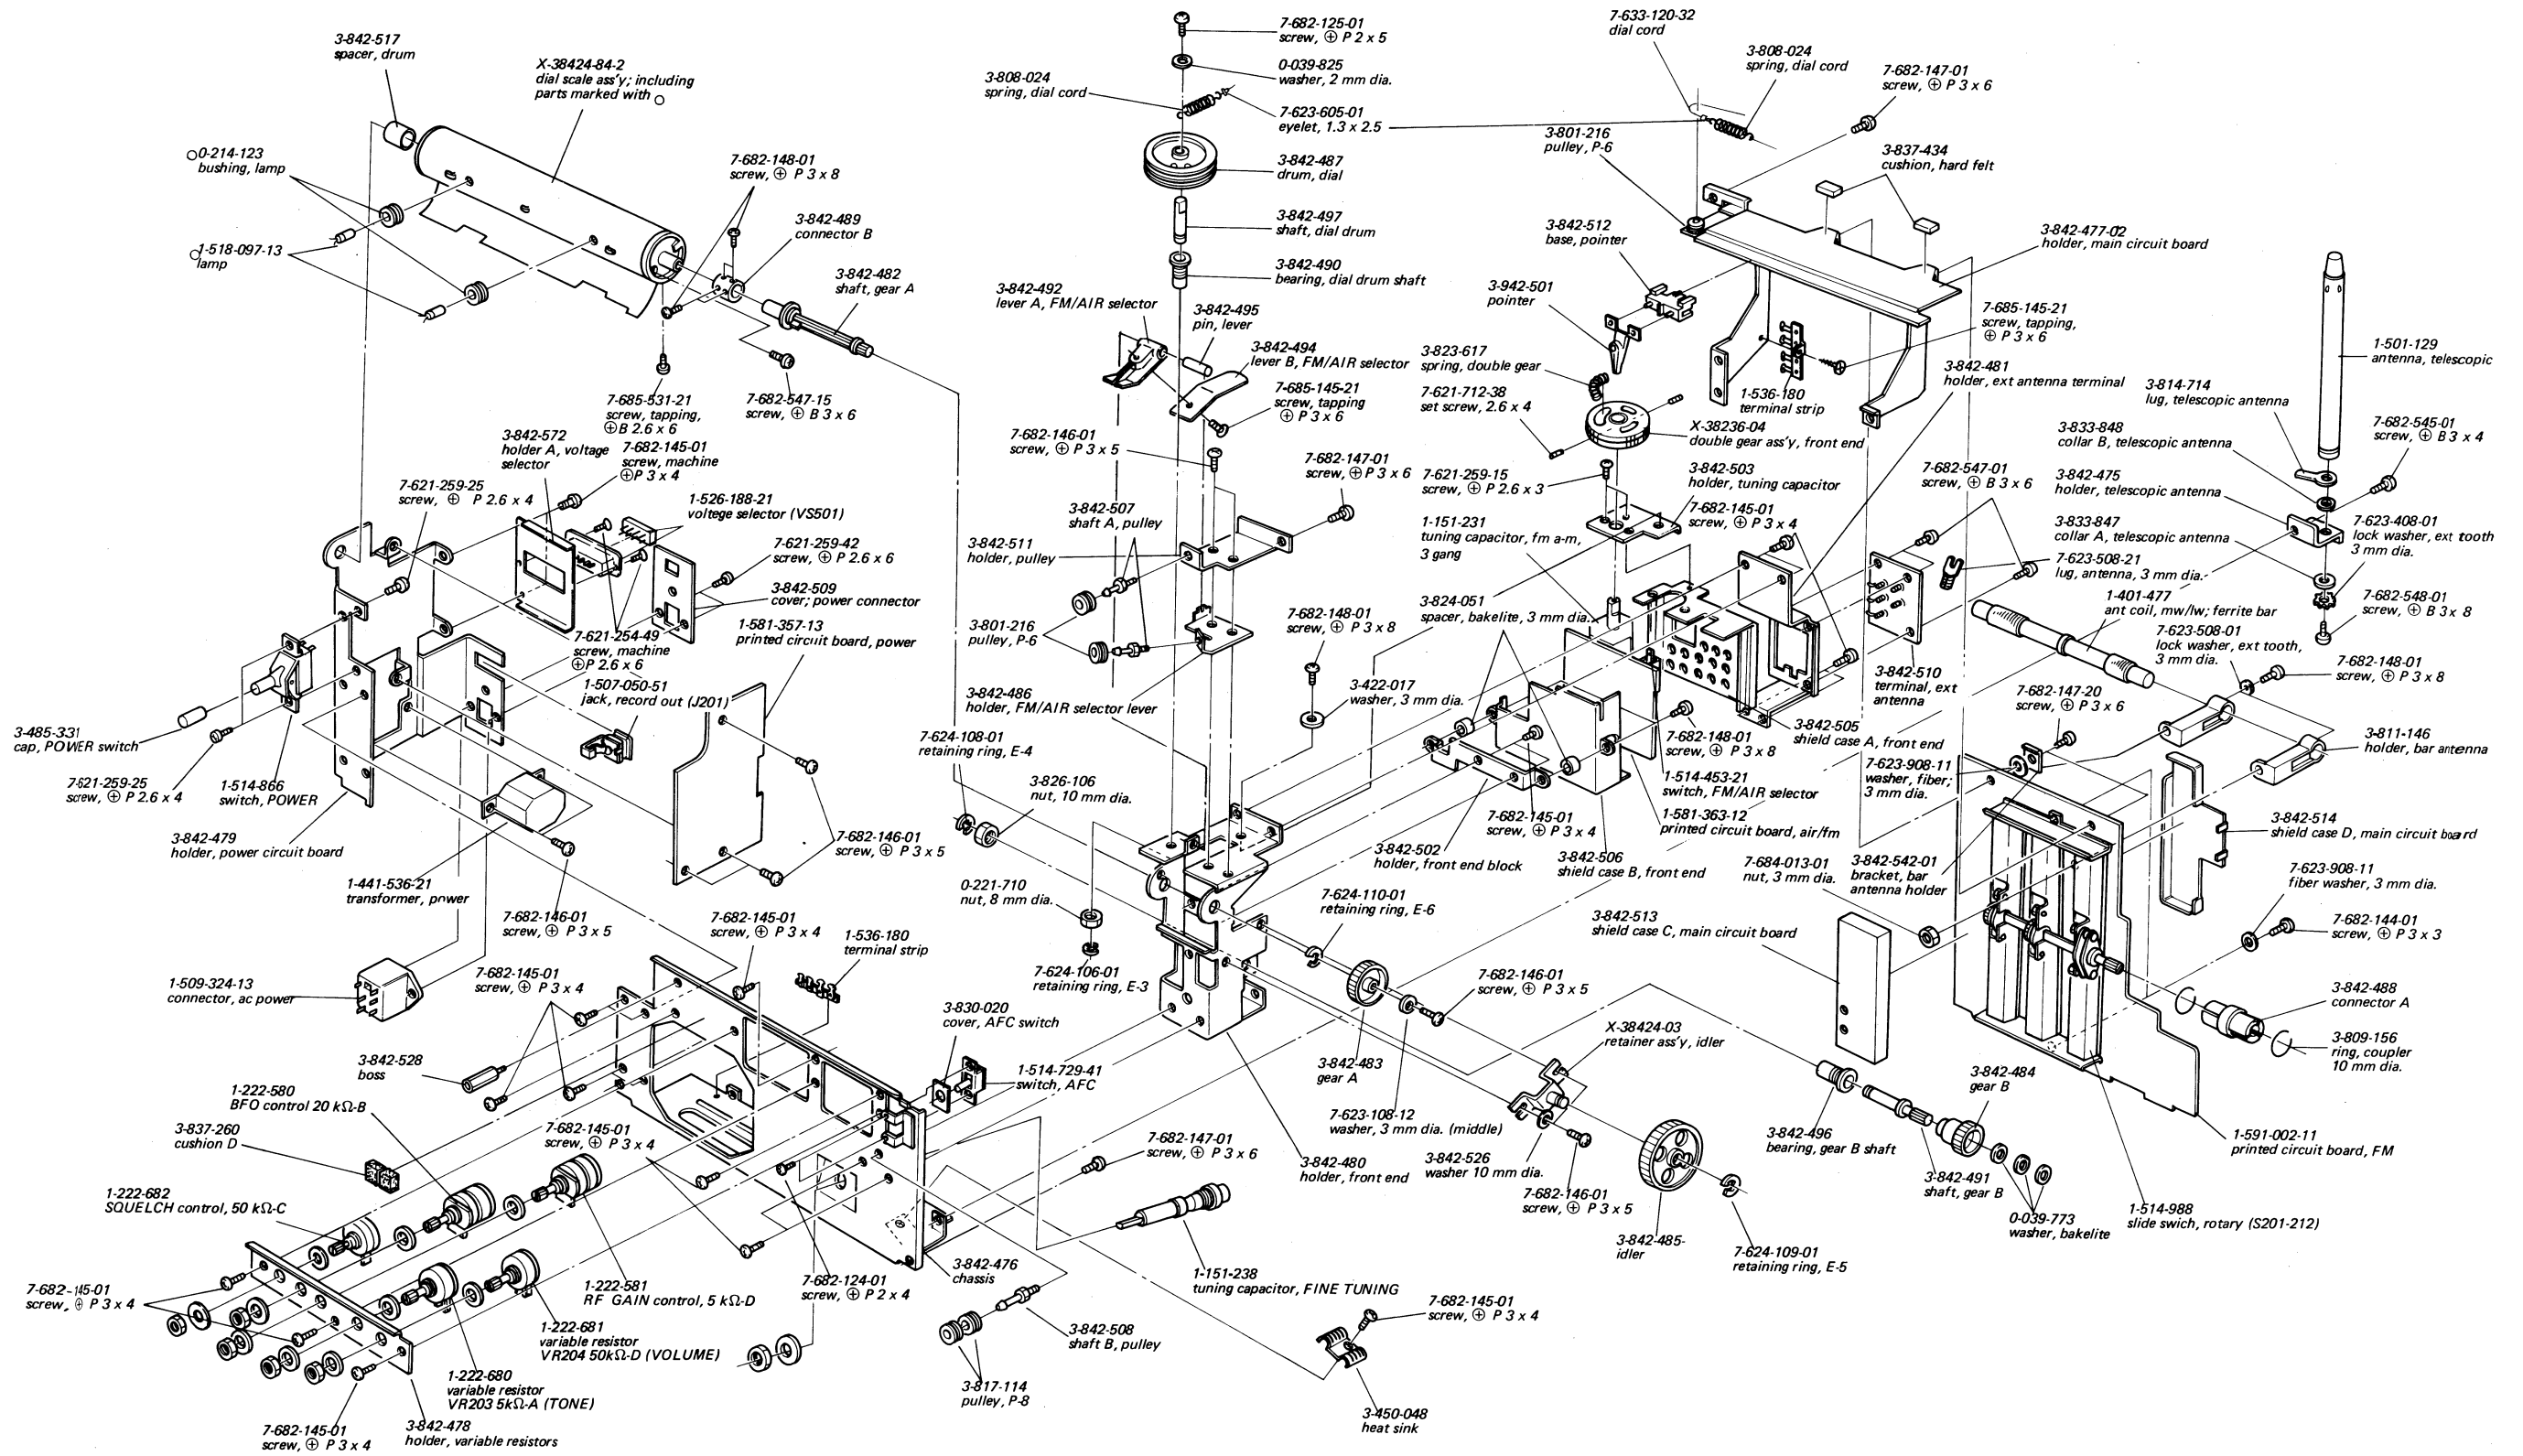 3-842-517
spacer, drum
X-38424-84-2
dial scale ass'y; including
parts marked with ○
○0-214-123
bushing, lamp
○1-518-097-13
lamp
7-682-148-01
screw, ⊕ P 3 x 8
3-842-489
connector B
3-842-482
shaft, gear A
7-685-531-21
screw, tapping,
⊕B 2.6 x 6
7-682-547-15
screw, ⊕ B 3 x 6
3-842-572
holder A, voltage
selector
7-682-145-01
screw, machine
⊕P 3 x 4
7-621-259-25
screw, ⊕ P 2.6 x 4
1-526-188-21
voltege selector (VS501)
7-621-259-42
screw, ⊕ P 2.6 x 6
3-842-509
cover; power connector
1-581-357-13
printed circuit board, power
7-621-254-49
screw, machine
⊕P 2.6 x 6
1-507-050-51
jack, record out (J201)
3-485-331
cap, POWER switch
7-621-259-25
screw, ⊕ P 2.6 x 4
1-514-866
switch, POWER
3-842-479
holder, power circuit board
7-682-146-01
screw, ⊕ P 3 x 5
1-441-536-21
transformer, power
7-682-146-01
screw, ⊕ P 3 x 5
1-509-324-13
connector, ac power
7-682-145-01
screw, ⊕ P 3 x 4
7-682-145-01
screw, ⊕ P 3 x 4
1-536-180
terminal strip
3-842-528
boss
1-222-580
BFO control 20 kΩ-B
3-837-260
cushion D
1-222-682
SQUELCH control, 50 kΩ-C
7-682-145-01
screw, ⊕ P 3 x 4
7-682-145-01
screw, ⊕ P 3 x 4
1-222-581
RF GAIN control, 5 kΩ-D
1-222-681
variable resistor
VR204 50kΩ-D (VOLUME)
1-222-680
variable resistor
VR203 5kΩ-A (TONE)
7-682-145-01
screw, ⊕ P 3 x 4
3-842-478
holder, variable resistors
7-682-124-01
screw, ⊕ P 2 x 4
3-842-476
chassis
3-842-508
shaft B, pulley
3-817-114
pulley, P-8
3-830-020
cover, AFC switch
1-514-729-41
switch, AFC
7-682-147-01
screw, ⊕ P 3 x 6
1-151-238
tuning capacitor, FINE TUNING
7-682-145-01
screw, ⊕ P 3 x 4
3-450-048
heat sink
7-682-125-01
screw, ⊕ P 2 x 5
0-039-825
washer, 2 mm dia.
3-808-024
spring, dial cord
7-623-605-01
eyelet, 1.3 x 2.5
3-842-487
drum, dial
3-842-497
shaft, dial drum
3-842-490
bearing, dial drum shaft
3-842-492
lever A, FM/AIR selector
3-842-495
pin, lever
3-842-494
lever B, FM/AIR selector
7-685-145-21
screw, tapping
⊕P 3 x 6
7-682-146-01
screw, ⊕ P 3 x 5
7-682-147-01
screw, ⊕P 3 x 6
3-842-507
shaft A, pulley
3-842-511
holder, pulley
3-801-216
pulley, P-6
3-842-486
holder, FM/AIR selector lever
7-682-148-01
screw, ⊕ P 3 x 8
3-422-017
washer, 3 mm dia.
7-624-108-01
retaining ring, E-4
3-826-106
nut, 10 mm dia.
0-221-710
nut, 8 mm dia.
7-624-106-01
retaining ring, E-3
7-624-110-01
retaining ring, E-6
7-682-146-01
screw, ⊕ P 3 x 5
3-842-483
gear A
7-623-108-12
washer, 3 mm dia. (middle)
3-842-480
holder, front end
3-842-526
washer 10 mm dia.
7-682-146-01
screw, ⊕ P 3 x 5
X-38424-03
retainer ass'y, idler
3-842-485-
idler
7-624-109-01
retaining ring, E-5
7-633-120-32
dial cord
3-808-024
spring, dial cord
7-682-147-01
screw, ⊕ P 3 x 6
3-801-216
pulley, P-6
3-837-434
cushion, hard felt
3-842-512
base, pointer
3-842-477-02
holder, main circuit board
3-942-501
pointer
7-685-145-21
screw, tapping,
⊕ P 3 x 6
3-823-617
spring, double gear
7-621-712-38
set screw, 2.6 x 4
1-536-180
terminal strip
3-842-481
holder, ext antenna terminal
X-38236-04
double gear ass'y, front end
7-621-259-15
screw, ⊕ P 2.6 x 3
3-842-503
holder, tuning capacitor
7-682-145-01
screw, ⊕ P 3 x 4
1-151-231
tuning capacitor, fm a-m,
3 gang
3-824-051
spacer, bakelite, 3 mm dia.
7-682-547-01
screw, ⊕ B 3 x 6
1-501-129
antenna, telescopic
3-814-714
lug, telescopic antenna
3-833-848
collar B, telescopic antenna
7-682-545-01
screw, ⊕ B 3 x 4
3-842-475
holder, telescopic antenna
3-833-847
collar A, telescopic antenna
7-623-408-01
lock washer, ext tooth
3 mm dia.
7-623-508-21
lug, antenna, 3 mm dia.
7-682-548-01
screw, ⊕ B 3 x 8
1-401-477
ant coil, mw/lw; ferrite bar
7-623-508-01
lock washer, ext tooth,
3 mm dia.
7-682-148-01
screw, ⊕ P 3 x 8
3-842-510
terminal, ext
antenna
7-682-147-20
screw, ⊕ P 3 x 6
3-811-146
holder, bar antenna
3-842-505
shield case A, front end
7-682-148-01
screw, ⊕ P 3 x 8
7-623-908-11
washer, fiber;
3 mm dia.
1-514-453-21
switch, FM/AIR selector
7-682-145-01
screw, ⊕ P 3 x 4
1-581-363-12
printed circuit board, air/fm
3-842-502
holder, front end block
3-842-506
shield case B, front end
7-684-013-01
nut, 3 mm dia.
3-842-542-01
bracket, bar
antenna holder
3-842-514
shield case D, main circuit board
7-623-908-11
fiber washer, 3 mm dia.
3-842-513
shield case C, main circuit board
7-682-144-01
screw, ⊕ P 3 x 3
3-842-488
connector A
3-809-156
ring, coupler
10 mm dia.
3-842-484
gear B
3-842-496
bearing, gear B shaft
3-842-491
shaft, gear B
0-039-773
washer, bakelite
1-591-002-11
printed circuit board, FM
1-514-988
slide swich, rotary (S201-212)